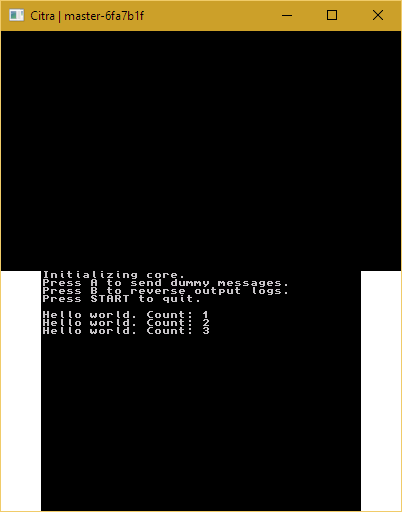 Citra | master-6fa7b1f
Initializing core.
Press A to send dummy messages.
Press B to reverse output logs.
Press START to quit.
Hello world. Count: 1
Hello world. Count: 2
Hello world. Count: 3